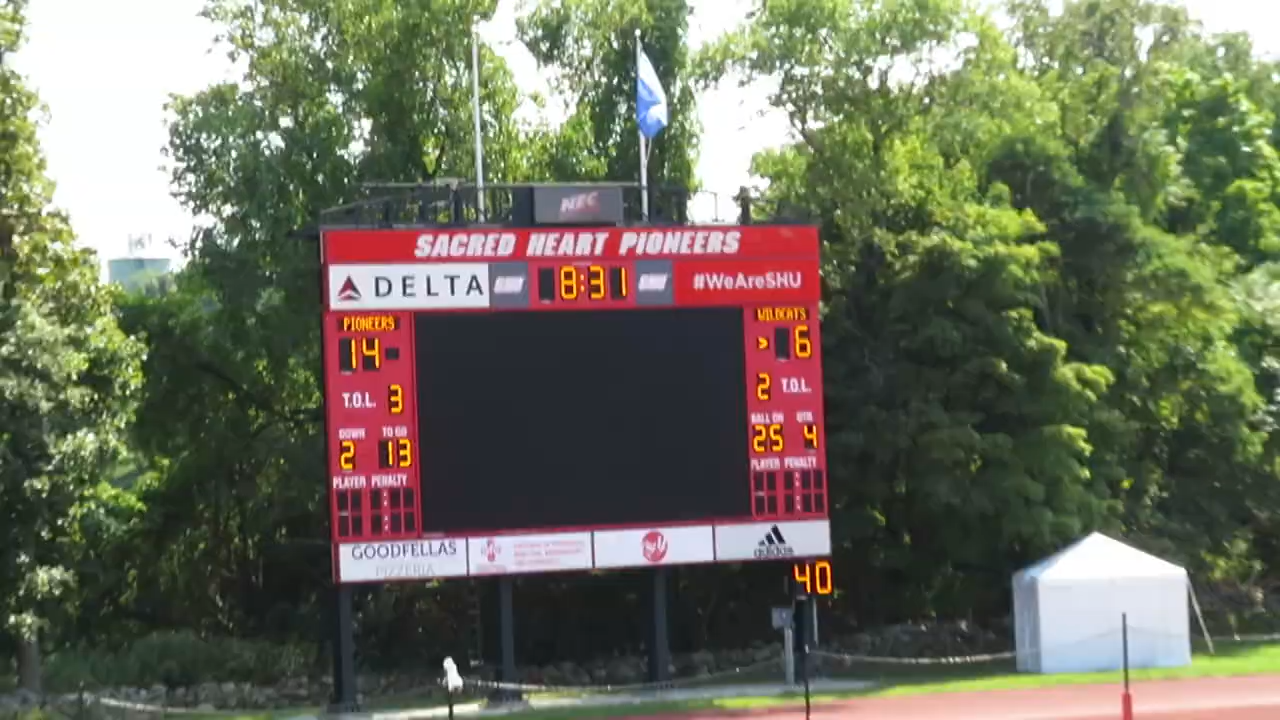 NEC
SACRED HEART PIONEERS
DELTA 8:31 #WeAreSHU
PIONEERS
14
T.O.L. 3
DOWN TO GO
2 13
PLAYER PENALTY
WILDCATS
> 6
2 T.O.L.
BALL ON QTR
25 4
PLAYER PENALTY
GOODFELLAS
PIZZERIA
adidas
40